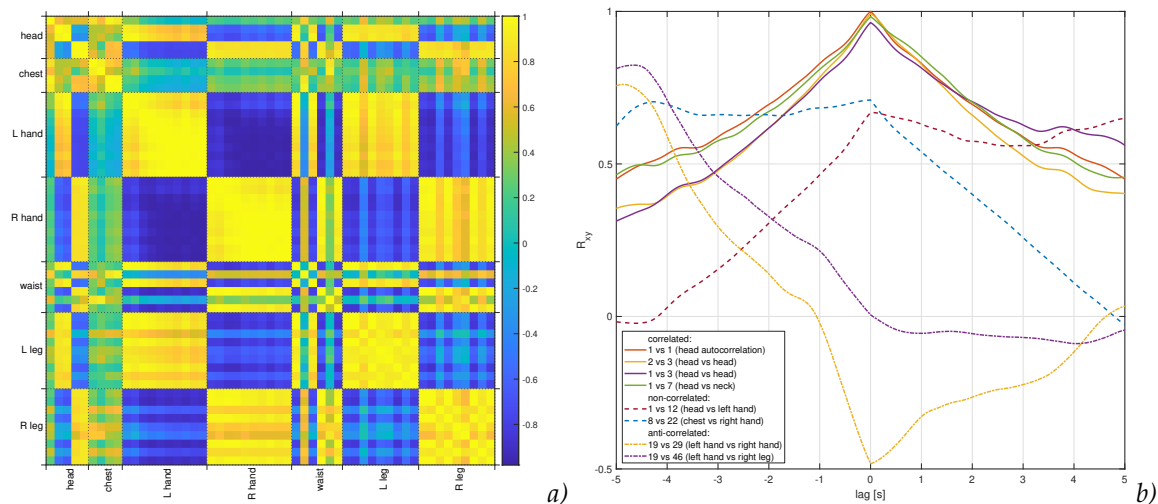 head
chest
L hand
R hand
waist
L leg
R leg
head
chest
L hand
R hand
waist
L leg
R leg
1
0.8
0.6
0.4
0.2
0
-0.2
-0.4
-0.6
-0.8
a)
R_xy
1
0.5
0
-0.5
-5
-4
-3
-2
-1
0
1
2
3
4
5
lag [s]
correlated:
1 vs 1 (head autocorrelation)
2 vs 3 (head vs head)
1 vs 3 (head vs head)
1 vs 7 (head vs neck)
non-correlated:
1 vs 12 (head vs left hand)
8 vs 22 (chest vs right hand)
anti-correlated:
19 vs 29 (left hand vs right hand)
19 vs 46 (left hand vs right leg)
b)